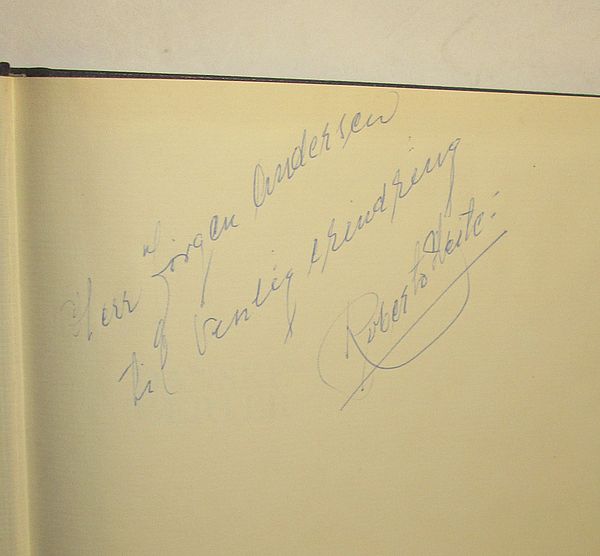 Herr Jörgen Andersen
til venlig erindring
Roberto